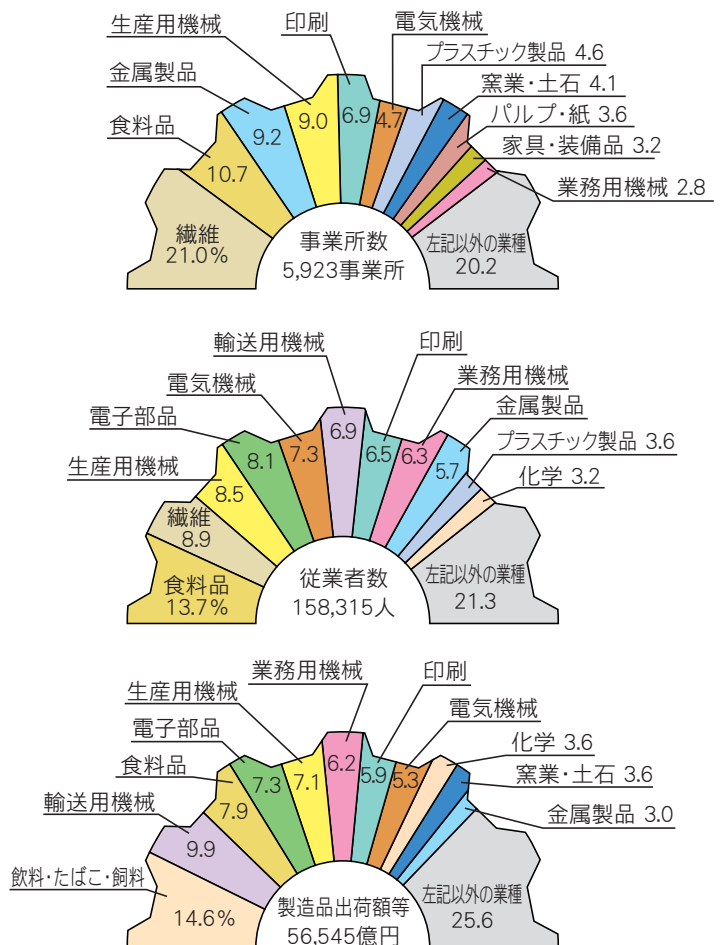 生産用機械
印刷
電気機械
プラスチック製品 4.6
金属製品
窯業・土石 4.1
パルプ・紙 3.6
食料品
家具・装備品 3.2
業務用機械 2.8
9.0
6.9
4.7
9.2
10.7
繊維
21.0%
事業所数
5,923事業所
左記以外の業種
20.2
輸送用機械
印刷
電気機械
業務用機械
電子部品
金属製品
生産用機械
プラスチック製品 3.6
化学 3.2
6.9
7.3
6.5
6.3
8.1
5.7
8.5
繊維
8.9
食料品
13.7%
従業者数
158,315人
左記以外の業種
21.3
業務用機械
印刷
生産用機械
電気機械
電子部品
化学 3.6
食料品
窯業・土石 3.6
輸送用機械
金属製品 3.0
飲料・たばこ・飼料
6.2
7.1
5.9
5.3
7.3
7.9
9.9
14.6%
製造品出荷額等
56,545億円
左記以外の業種
25.6